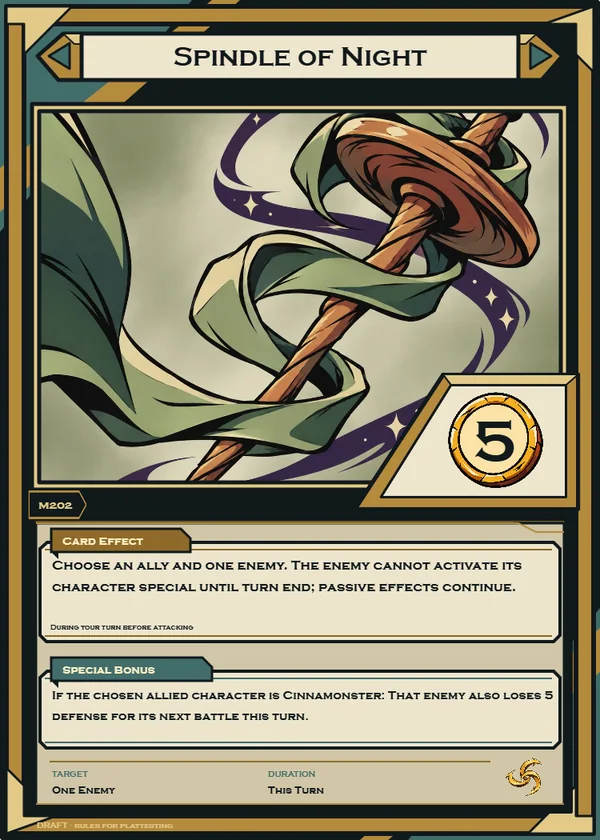 Spindle of Night
5
M202
Card Effect
Choose an ally and one enemy. The enemy cannot activate its
character special until turn end; passive effects continue.
During your turn before attacking
Special Bonus
If the chosen allied character is Cinnamonster: That enemy also loses 5
defense for its next battle this turn.
Target
Duration
One Enemy
This Turn
DRAFT · Rules for playtesting